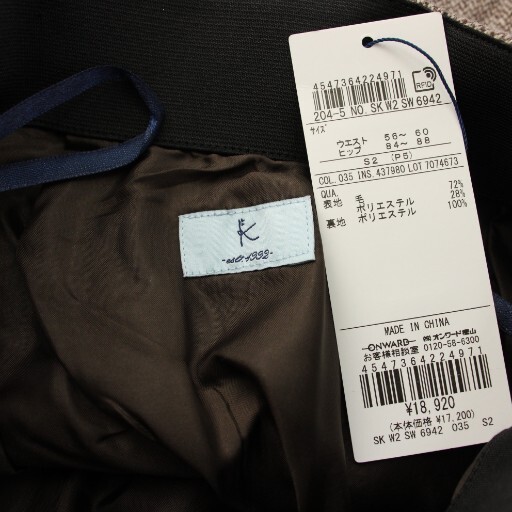 4547364224971
RFID
204-5 NO. SK W2 SW 6942
サイズ
ウエスト 56～ 60
ヒップ 84～ 88
S2 (P5)
COL. 035 INS. 437980 LOT 7074673
QUA.
表地 毛 72%
ポリエステル 28%
裏地 ポリエステル 100%
K
-est.1992-
MADE IN CHINA
ONWARD ㈱オンワード樫山
お客様相談室 0120-58-6300
4547364224971
¥18,920
(本体価格 ¥17,200)
SK W2 SW 6942 035 S2